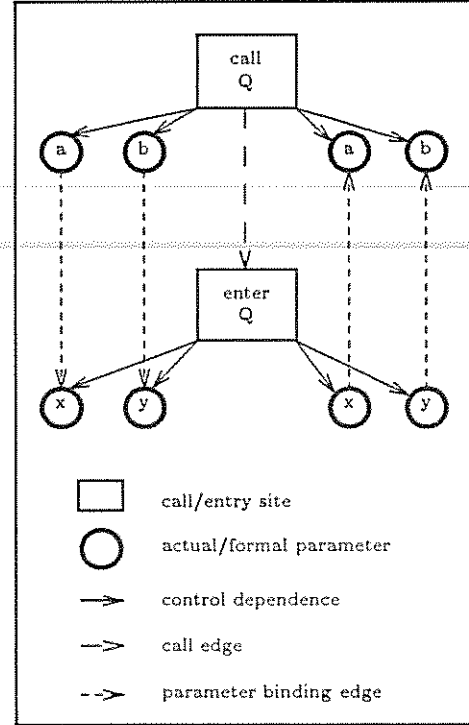 call
Q
a b a b
enter
Q
x y x y
call/entry site
actual/formal parameter
control dependence
call edge
parameter binding edge